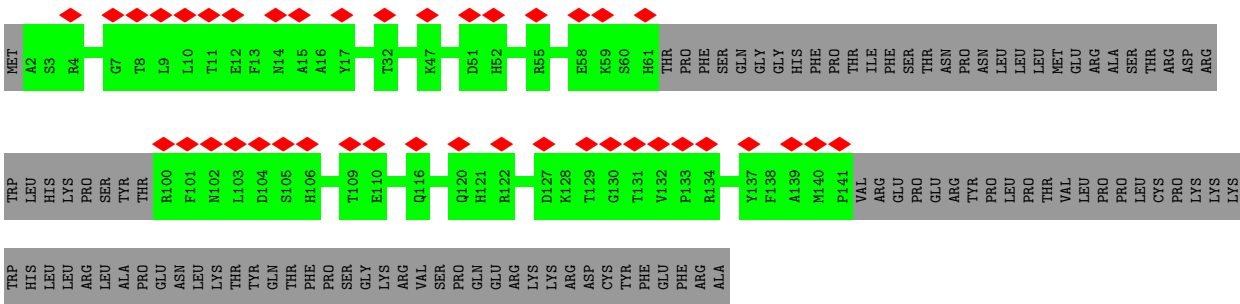 MET A2 S3 R4 G7 T8 L9 L10 T11 E12 F13 N14 A15 A16 Y17 T32 K47 D51 H52 R55 E58 K59 S60 H61 THR PRO PHE SER GLN GLY GLY HIS PHE PRO THR ILE PHE SER THR ASN PRO ASN LEU LEU LEU MET GLU ARG ALA SER THR ARG ASP ARG
TRP LEU HIS LYS PRO SER TYR THR R100 F101 N102 L103 D104 S105 H106 T109 E110 Q116 Q120 H121 R122 D127 K128 T129 G130 T131 V132 P133 R134 Y137 F138 A139 M140 P141 VAL ARG GLU PRO GLU ARG TYR PRO LEU PRO THR VAL LEU PRO PRO LEU CYS PRO LYS LYS LYS
TRP HIS LEU LEU ARG LEU ALA PRO GLU ASN LEU LYS THR TYR GLN THR PHE PRO SER GLY LYS ARG VAL SER PRO GLN GLU ARG LYS LYS ARG ASP CYS TYR PHE GLU PHE ARG ALA